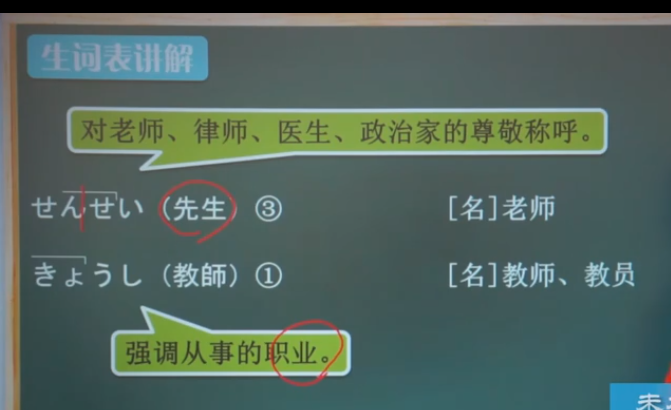 生词表讲解
对老师、律师、医生、政治家的尊敬称呼。
せんせい（先生）③ [名]老师
きょうし（教師）① [名]教师、教员
强调从事的职业。